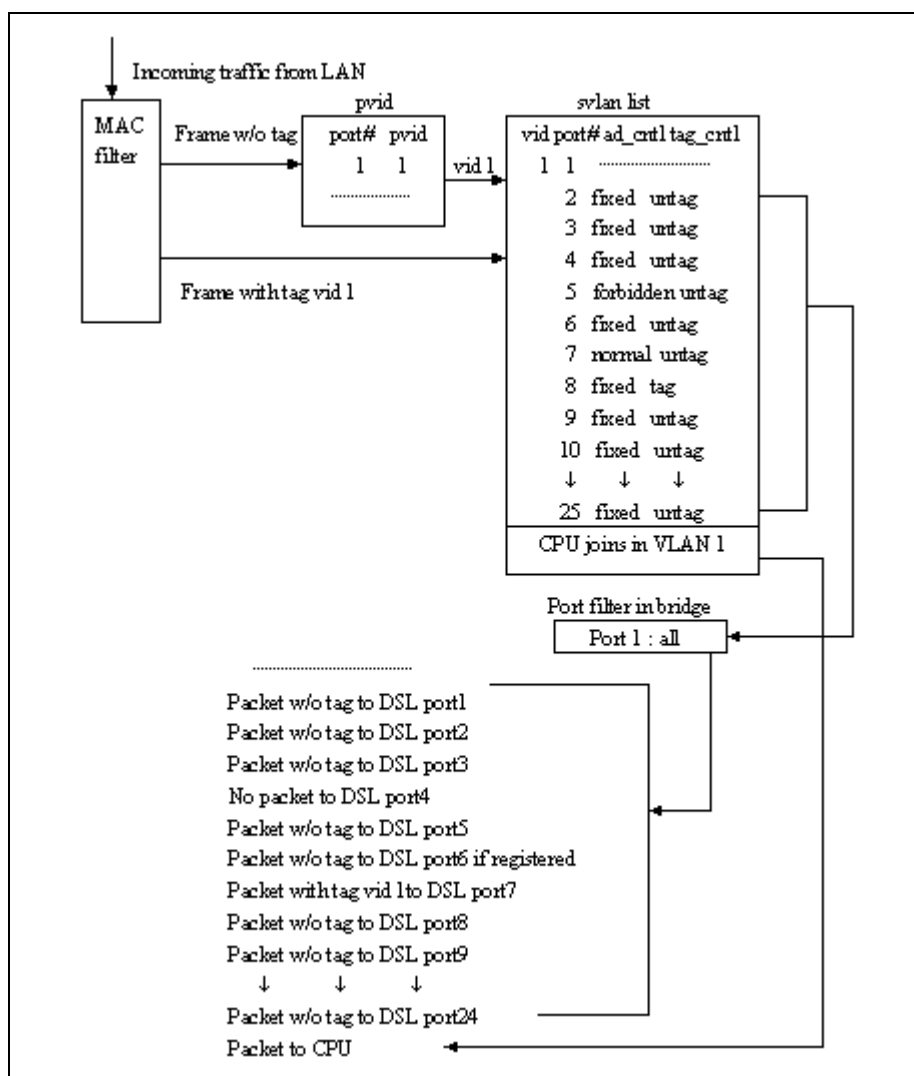 Incoming traffic from LAN
MAC filter
Frame w/o tag
pvid
port# pvid
1 1
....................
vid 1
svlan list
vid port# ad_cntl tag_cntl
1 1 ............................
2 fixed untag
3 fixed untag
4 fixed untag
5 forbidden untag
6 fixed untag
7 normal untag
8 fixed tag
9 fixed untag
10 fixed untag
↓ ↓ ↓
25 fixed untag
CPU joins in VLAN 1
Frame with tag vid 1
Port filter in bridge
Port 1 : all
........................................
Packet w/o tag to DSL port1
Packet w/o tag to DSL port2
Packet w/o tag to DSL port3
No packet to DSL port4
Packet w/o tag to DSL port5
Packet w/o tag to DSL port6 if registered
Packet with tag vid 1to DSL port7
Packet w/o tag to DSL port8
Packet w/o tag to DSL port9
↓ ↓ ↓
Packet w/o tag to DSL port24
Packet to CPU